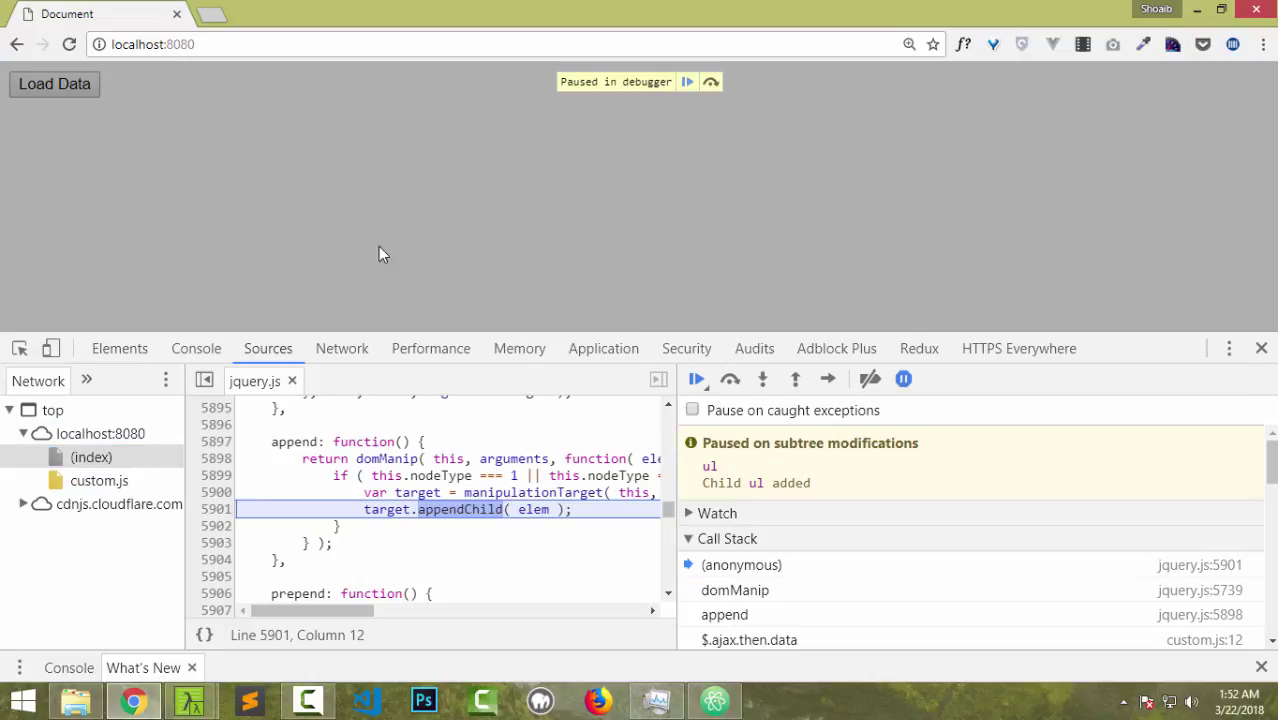 Document
Shoaib
localhost:8080
f?
Load Data
Paused in debugger
Elements Console Sources Network Performance Memory Application Security Audits Adblock Plus Redux HTTPS Everywhere
Network
jquery.js
top
localhost:8080
(index)
custom.js
cdnjs.cloudflare.com
5895 },
5896
5897 append: function() {
5898 return domManip( this, arguments, function( ele
5899 if ( this.nodeType === 1 || this.nodeType =
5900 var target = manipulationTarget( this,
5901 target.appendChild( elem );
5902 }
5903 } );
5904 },
5905
5906 prepend: function() {
5907
{} Line 5901, Column 12
Pause on caught exceptions
Paused on subtree modifications
ul
Child ul added
Watch
Call Stack
(anonymous) jquery.js:5901
domManip jquery.js:5739
append jquery.js:5898
$.ajax.then.data custom.js:12
Console What's New
Ps
1:52 AM
3/22/2018